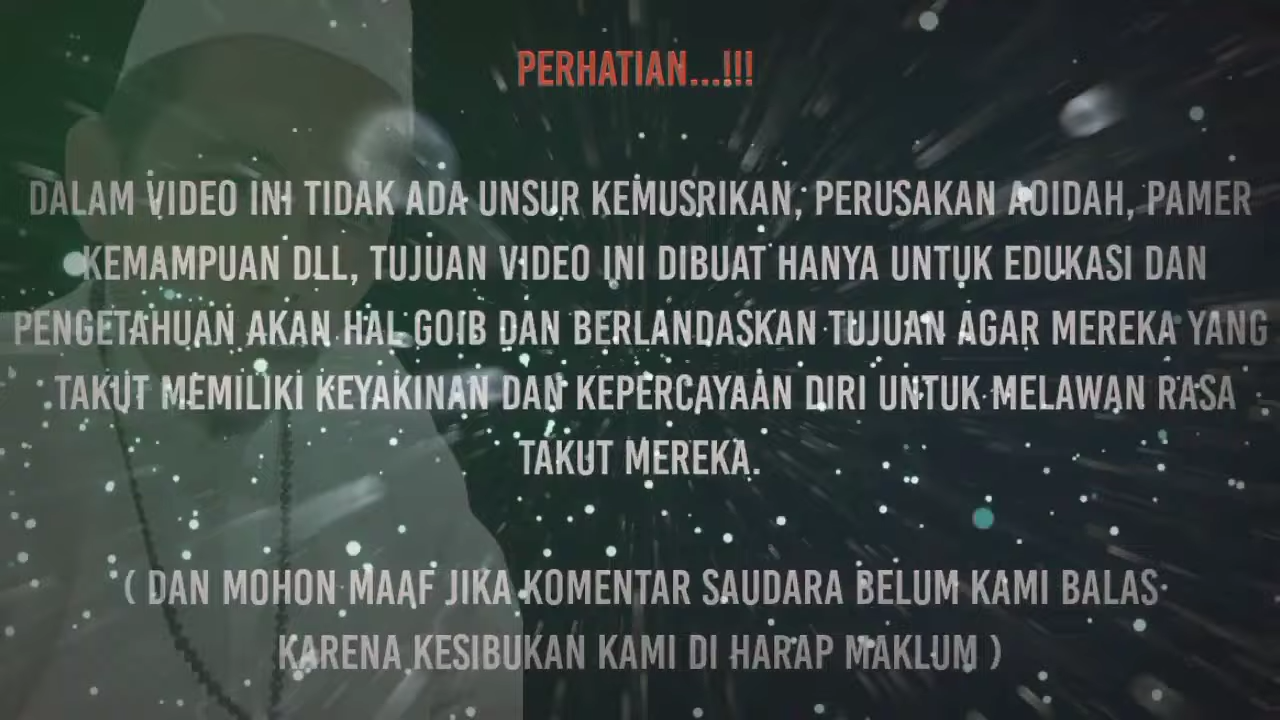 PERHATIAN...!!!
DALAM VIDEO INI TIDAK ADA UNSUR KEMUSRIKAN, PERUSAKAN AQIDAH, PAMER
KEMAMPUAN DLL, TUJUAN VIDEO INI DIBUAT HANYA UNTUK EDUKASI DAN
PENGETAHUAN AKAN HAL GOIB DAN BERLANDASKAN TUJUAN AGAR MEREKA YANG
TAKUT MEMILIKI KEYAKINAN DAN KEPERCAYAAN DIRI UNTUK MELAWAN RASA
TAKUT MEREKA.
( DAN MOHON MAAF JIKA KOMENTAR SAUDARA BELUM KAMI BALAS
KARENA KESIBUKAN KAMI DI HARAP MAKLUM )